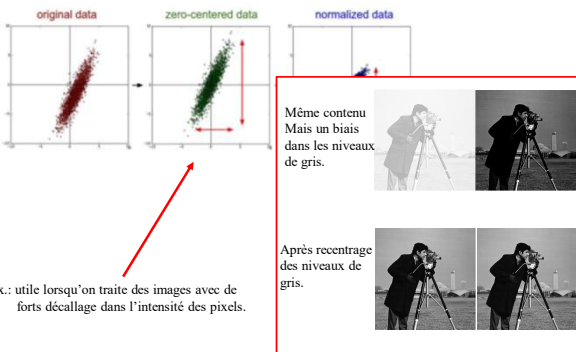 original data
zero-centered data
normalized data
Même contenu
Mais un biais
dans les niveaux
de gris.
Après recentrage
des niveaux de
gris.
x.: utile lorsqu'on traite des images avec de
forts décallage dans l'intensité des pixels.